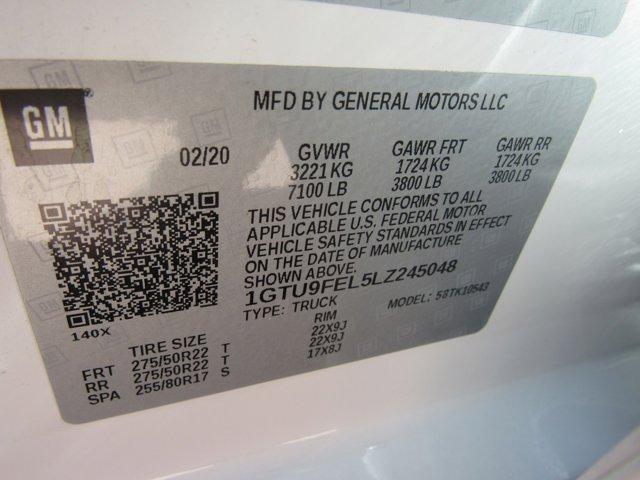 GM
MFD BY GENERAL MOTORS LLC
02/20
GVWR GAWR FRT GAWR RR
3221 KG 1724 KG 1724 KG
7100 LB 3800 LB 3800 LB
THIS VEHICLE CONFORMS TO ALL
APPLICABLE U.S. FEDERAL MOTOR
VEHICLE SAFETY STANDARDS IN EFFECT
ON THE DATE OF MANUFACTURE
SHOWN ABOVE.
1GTU9FEL5LZ245048
TYPE: TRUCK MODEL: 58TK10543
140X
TIRE SIZE RIM
FRT 275/50R22 T 22X9J
RR 275/50R22 T 22X9J
SPA 255/80R17 S 17X8J